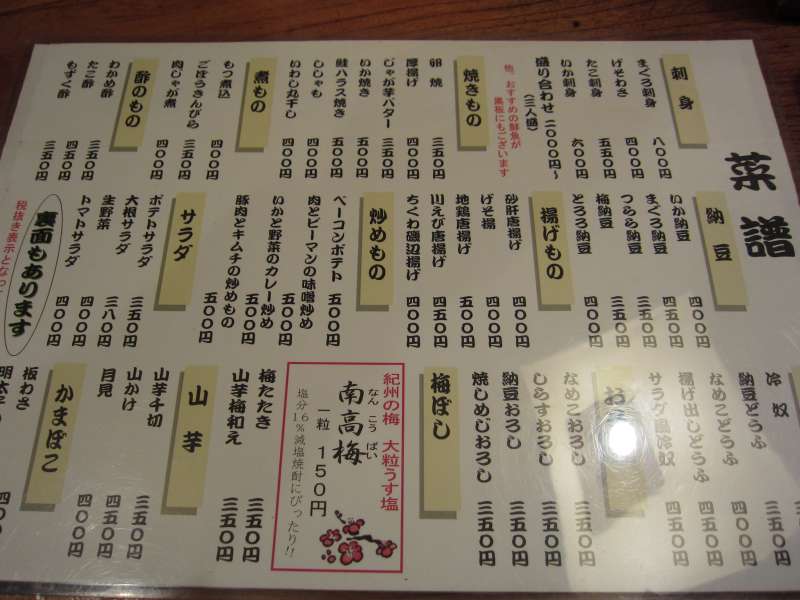 菜譜
刺身
まぐろ刺身 八〇〇円
げそわさ 四〇〇円
たこ刺身 五五〇円
いか刺身 六〇〇円
盛り合わせ 二〇〇〇円～
（三人盛）
他、おすすめの鮮魚が
黒板にもございます
焼きもの
卵焼 三五〇円
厚揚げ 四〇〇円
じゃが芋バター 三五〇円
いか焼き 五〇〇円
鮭ハラス焼き 五〇〇円
ししゃも 四〇〇円
いわし丸干し 四〇〇円
煮もの
もつ煮込 四〇〇円
ごぼうきんぴら 三五〇円
肉じゃが煮 四〇〇円
酢のもの
わかめ酢 三五〇円
たこ酢 四〇〇円
もずく酢 三五〇円
納豆
いか納豆 四〇〇円
まぐろ納豆 四五〇円
つらら納豆 三五〇円
梅納豆 三五〇円
とろろ納豆 四〇〇円
揚げもの
砂肝唐揚げ 四〇〇円
げそ揚 四〇〇円
地鶏唐揚げ 五〇〇円
川えび唐揚げ 四五〇円
ちくわ磯辺揚げ 四〇〇円
炒めもの
ベーコンポテト 五〇〇円
肉とピーマンの味噌炒め 五〇〇円
いかと野菜のカレー炒め 五〇〇円
豚肉とキムチの炒めもの 五〇〇円
サラダ
ポテトサラダ 三五〇円
大根サラダ 三八〇円
生野菜 四〇〇円
トマトサラダ 四〇〇円
裏面もあります
税抜き表示となっ
冷奴 三五〇
納豆どうふ 三五〇円
なめこどうふ 四〇〇円
揚げ出しどうふ 三五〇円
サラダ風冷奴 三五〇円
お
なめこおろし 三五〇円
しらすおろし 三五〇円
納豆おろし 三五〇円
焼しめじおろし 三五〇円
梅ぼし
紀州の梅 大粒うす塩
なん こう ばい
南高梅
一粒 150円
塩分16％減塩焼酎にぴったり!!
梅たたき 三五〇円
山芋梅和え 三五〇円
山芋
山芋千切 三五〇円
山かけ 四五〇円
月見 四〇〇円
かまぼこ
板わさ 四〇〇
明太子